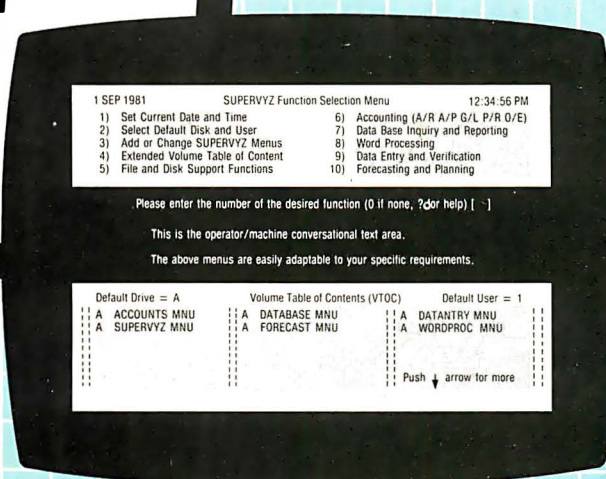 1 SEP 1981 SUPERVYZ Function Selection Menu 12:34:56 PM
1) Set Current Date and Time 6) Accounting (A/R A/P G/L P/R O/E)
2) Select Default Disk and User 7) Data Base Inquiry and Reporting
3) Add or Change SUPERVYZ Menus 8) Word Processing
4) Extended Volume Table of Content 9) Data Entry and Verification
5) File and Disk Support Functions 10) Forecasting and Planning
Please enter the number of the desired function (0 if none, ?dor help) [ ]
This is the operator/machine conversational text area.
The above menus are easily adaptable to your specific requirements.
Default Drive = A Volume Table of Contents (VTOC) Default User = 1
A ACCOUNTS MNU A DATABASE MNU A DATANTRY MNU
A SUPERVYZ MNU A FORECAST MNU A WORDPROC MNU
Push ↓ arrow for more